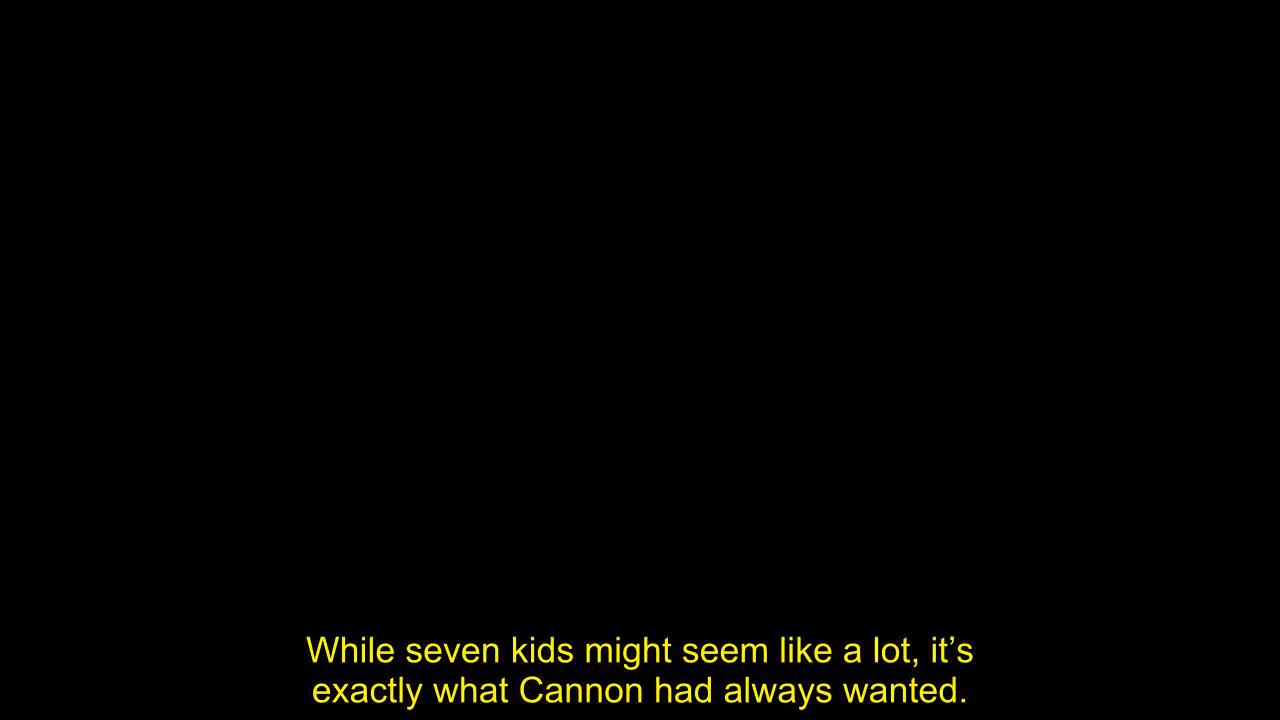 While seven kids might seem like a lot, it’s
exactly what Cannon had always wanted.